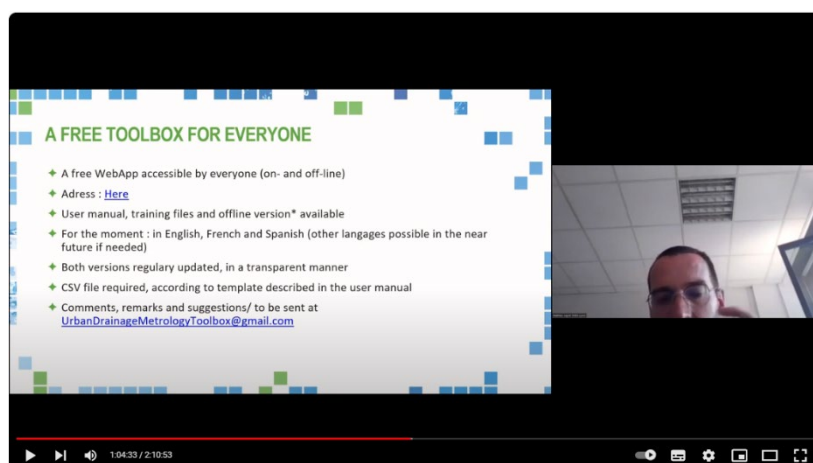 A FREE TOOLBOX FOR EVERYONE
A free WebApp accessible by everyone (on- and off-line)
Adress : Here
User manual, training files and offline version* available
For the moment : in English, French and Spanish (other langages possible in the near
future if needed)
Both versions regulary updated, in a transparent manner
CSV file required, according to template described in the user manual
Comments, remarks and suggestions/ to be sent at
UrbanDrainageMetrologyToolbox@gmail.com
1:04:33 / 2:10:53